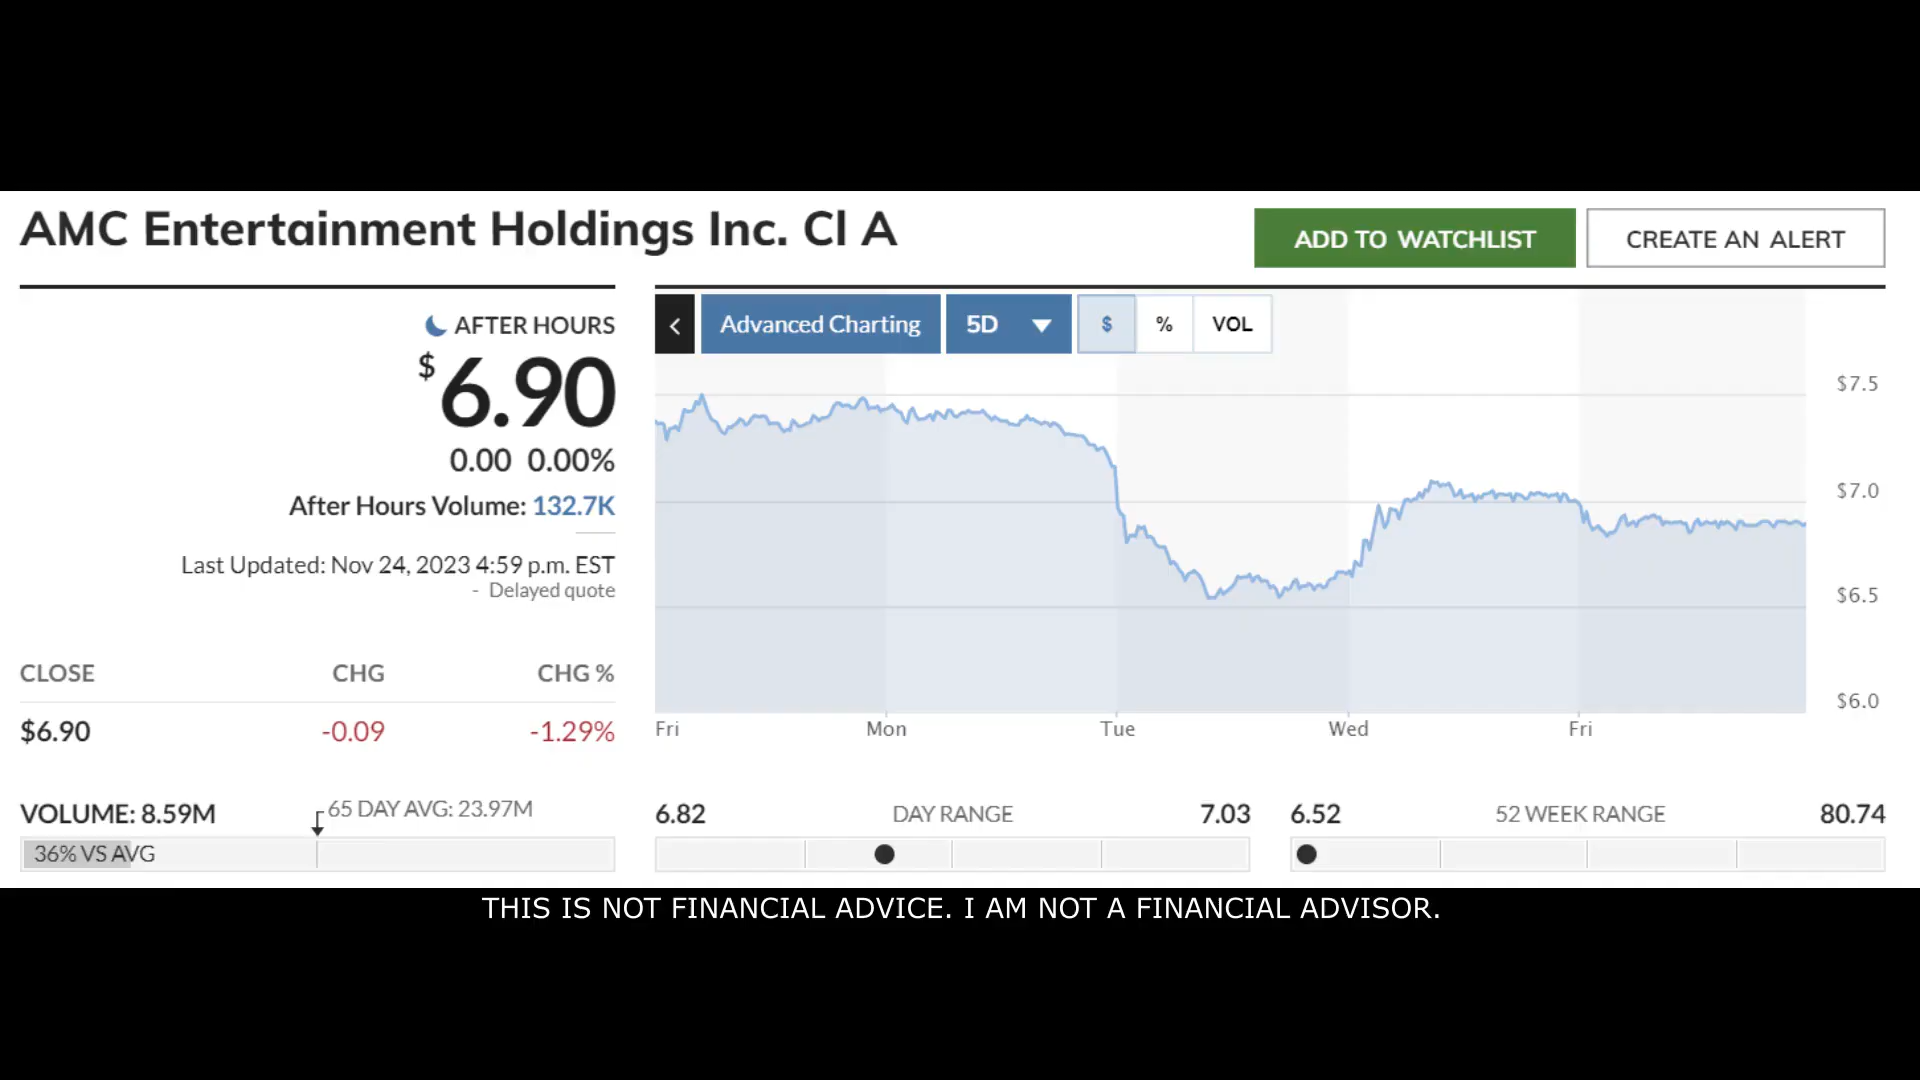 AMC Entertainment Holdings Inc. Cl A
ADD TO WATCHLIST
CREATE AN ALERT
AFTER HOURS
$6.90
0.00 0.00%
After Hours Volume: 132.7K
Last Updated: Nov 24, 2023 4:59 p.m. EST
- Delayed quote
CLOSE CHG CHG %
$6.90 -0.09 -1.29%
VOLUME: 8.59M
65 DAY AVG: 23.97M
36% VS AVG
< Advanced Charting 5D $ % VOL
$7.5
$7.0
$6.5
$6.0
Fri Mon Tue Wed Fri
6.82 DAY RANGE 7.03
6.52 52 WEEK RANGE 80.74
THIS IS NOT FINANCIAL ADVICE. I AM NOT A FINANCIAL ADVISOR.